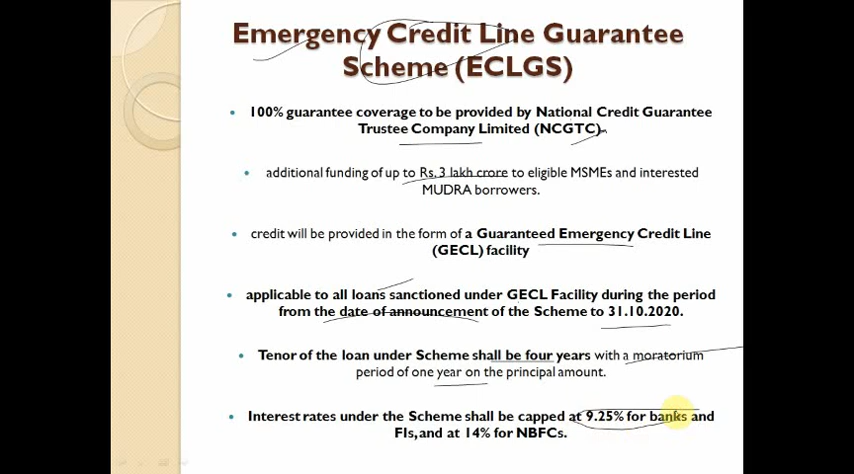 Emergency Credit Line Guarantee
Scheme (ECLGS)
• 100% guarantee coverage to be provided by National Credit Guarantee
Trustee Company Limited (NCGTC).
• additional funding of up to Rs. 3 lakh crore to eligible MSMEs and interested
MUDRA borrowers.
• credit will be provided in the form of a Guaranteed Emergency Credit Line
(GECL) facility
• applicable to all loans sanctioned under GECL Facility during the period
from the date of announcement of the Scheme to 31.10.2020.
• Tenor of the loan under Scheme shall be four years with a moratorium
period of one year on the principal amount.
• Interest rates under the Scheme shall be capped at 9.25% for banks and
FIs, and at 14% for NBFCs.